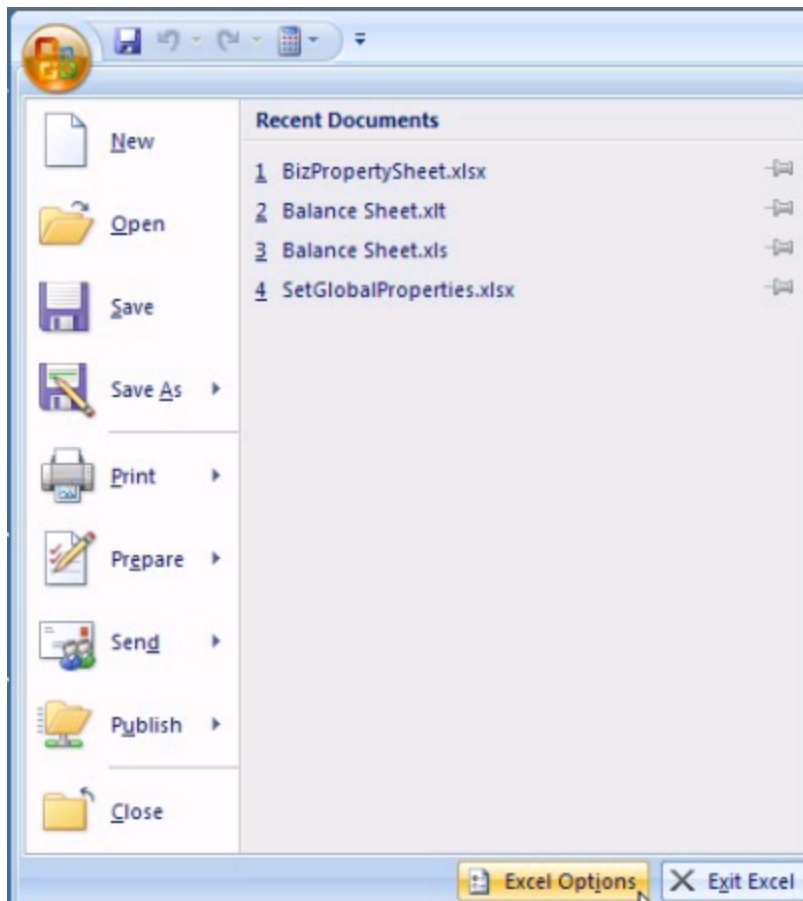 New
Open
Save
Save As
Print
Prepare
Send
Publish
Close
Recent Documents
1 BizPropertySheet.xlsx
2 Balance Sheet.xlt
3 Balance Sheet.xls
4 SetGlobalProperties.xlsx
Excel Options
Exit Excel